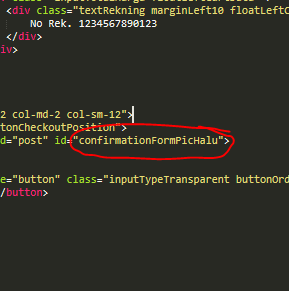 <div class="textRekning marginLeft10 floatLeftC
No Rek. 1234567890123
</div>
iv>
2 col-md-2 col-sm-12">
tonCheckoutPosition">
d="post" id="confirmationFormPicHalu">
e="button" class="inputTypeTransparent buttonOrd
/button>